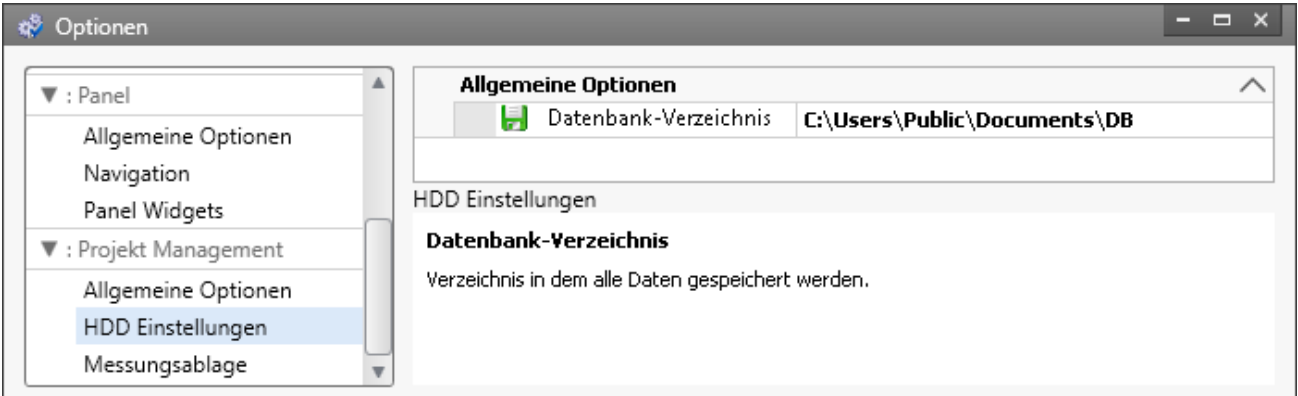 Optionen
▼ : Panel
Allgemeine Optionen
Navigation
Panel Widgets
▼ : Projekt Management
Allgemeine Optionen
HDD Einstellungen
Messungsablage
Allgemeine Optionen
Datenbank-Verzeichnis C:\Users\Public\Documents\DB
HDD Einstellungen
Datenbank-Verzeichnis
Verzeichnis in dem alle Daten gespeichert werden.